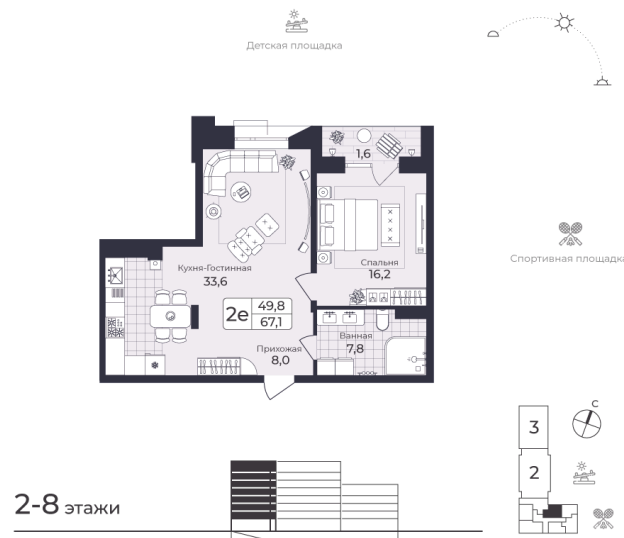 Детская площадка
1,6
Спортивная площадка
Спальня
16,2
Кухня-Гостинная
33,6
2е
49,8
67,1
Ванная
7,8
Прихожая
8,0
С
3
2
2-8 этажи